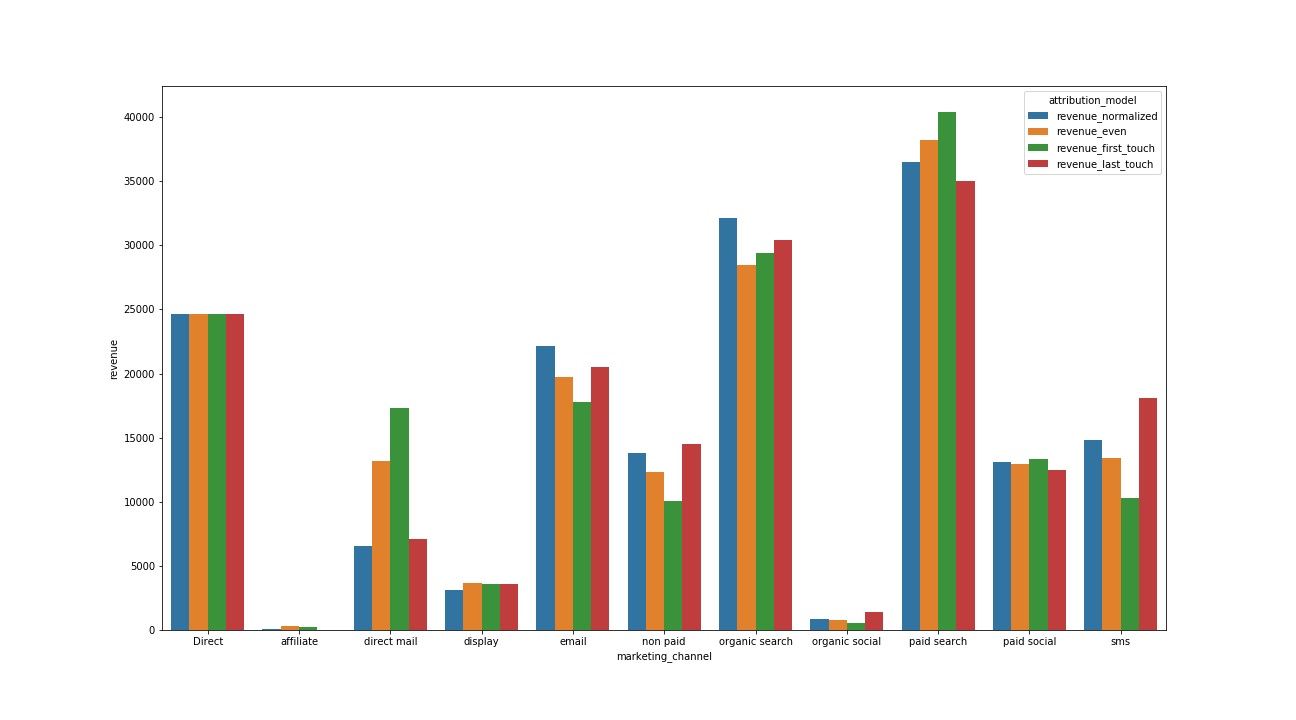 attribution_model
revenue_normalized
revenue_even
revenue_first_touch
revenue_last_touch
revenue
40000
35000
30000
25000
20000
15000
10000
5000
0
Direct affiliate direct mail display email non paid organic search organic social paid search paid social sms
marketing_channel